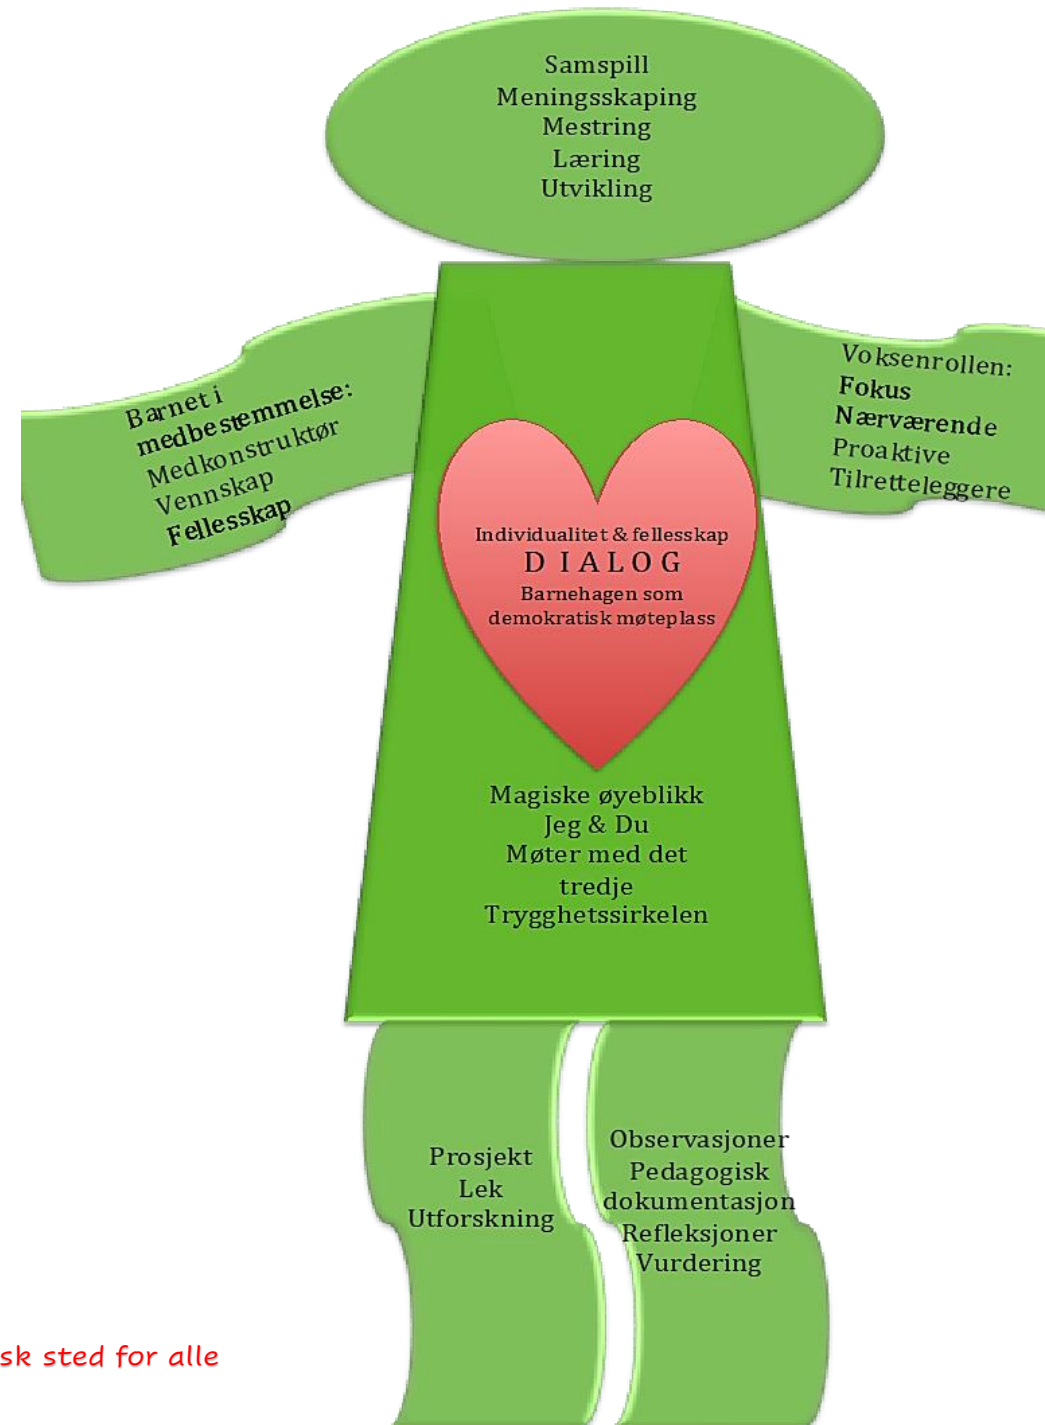 Samspill
Meningsskaping
Mestring
Læring
Utvikling
Barnet i
medbestemmelse:
Medkonstruktør
Vennskap
Fellesskap
Voksenrollen:
Fokus
Nærværende
Proaktive
Tilretteleggere
Individualitet & fellesskap
D I A L O G
Barnehagen som
demokratisk møteplass
Magiske øyeblikk
Jeg & Du
Møter med det
tredje
Trygghetssirkelen
Prosjekt
Lek
Utforskning
Observasjoner
Pedagogisk
dokumentasjon
Refleksjoner
Vurdering
sk sted for alle